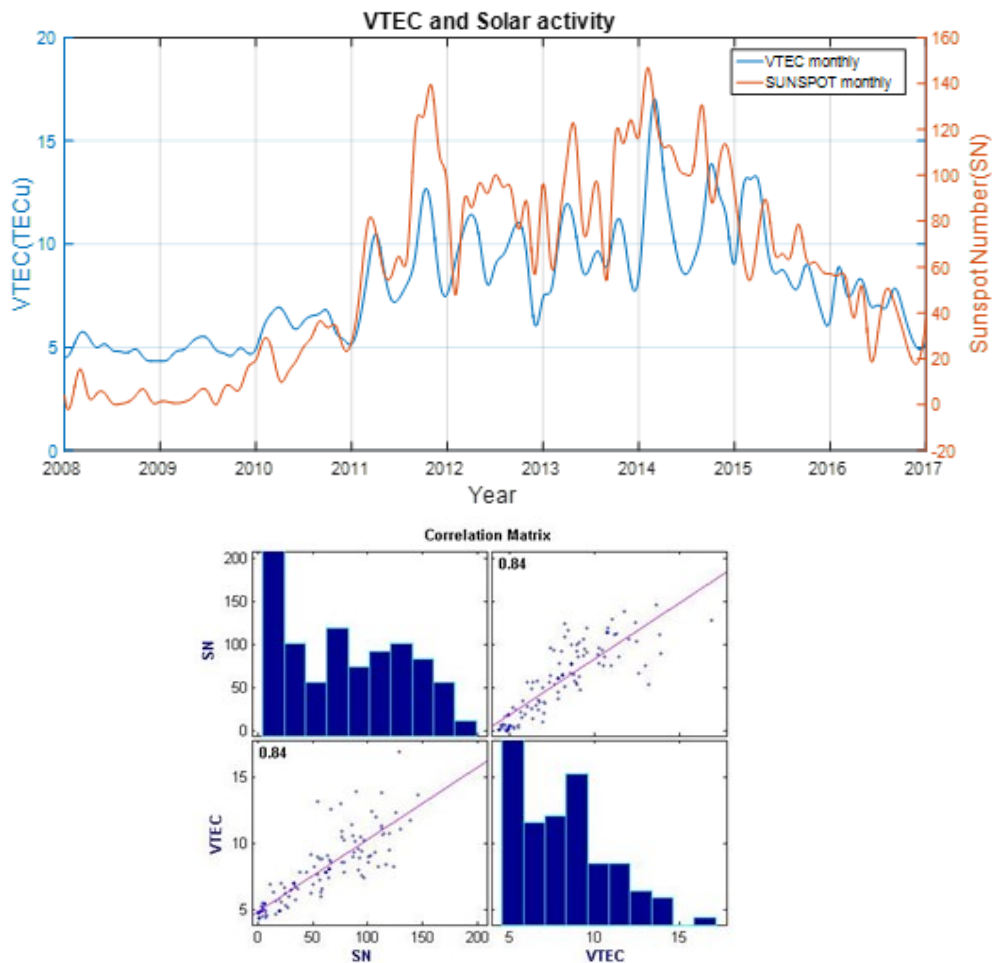 VTEC and Solar activity
20
15
10
5
0
VTEC(TECu)
VTEC monthly
SUNSPOT monthly
160
140
120
100
80
60
40
20
0
-20
Sunspot Number(SN)
2008 2009 2010 2011 2012 2013 2014 2015 2016 2017
Year
Correlation Matrix
200
150
100
50
0
SN
0.84
0.84
15
10
5
VTEC
0 50 100 150 200
SN
5 10 15
VTEC